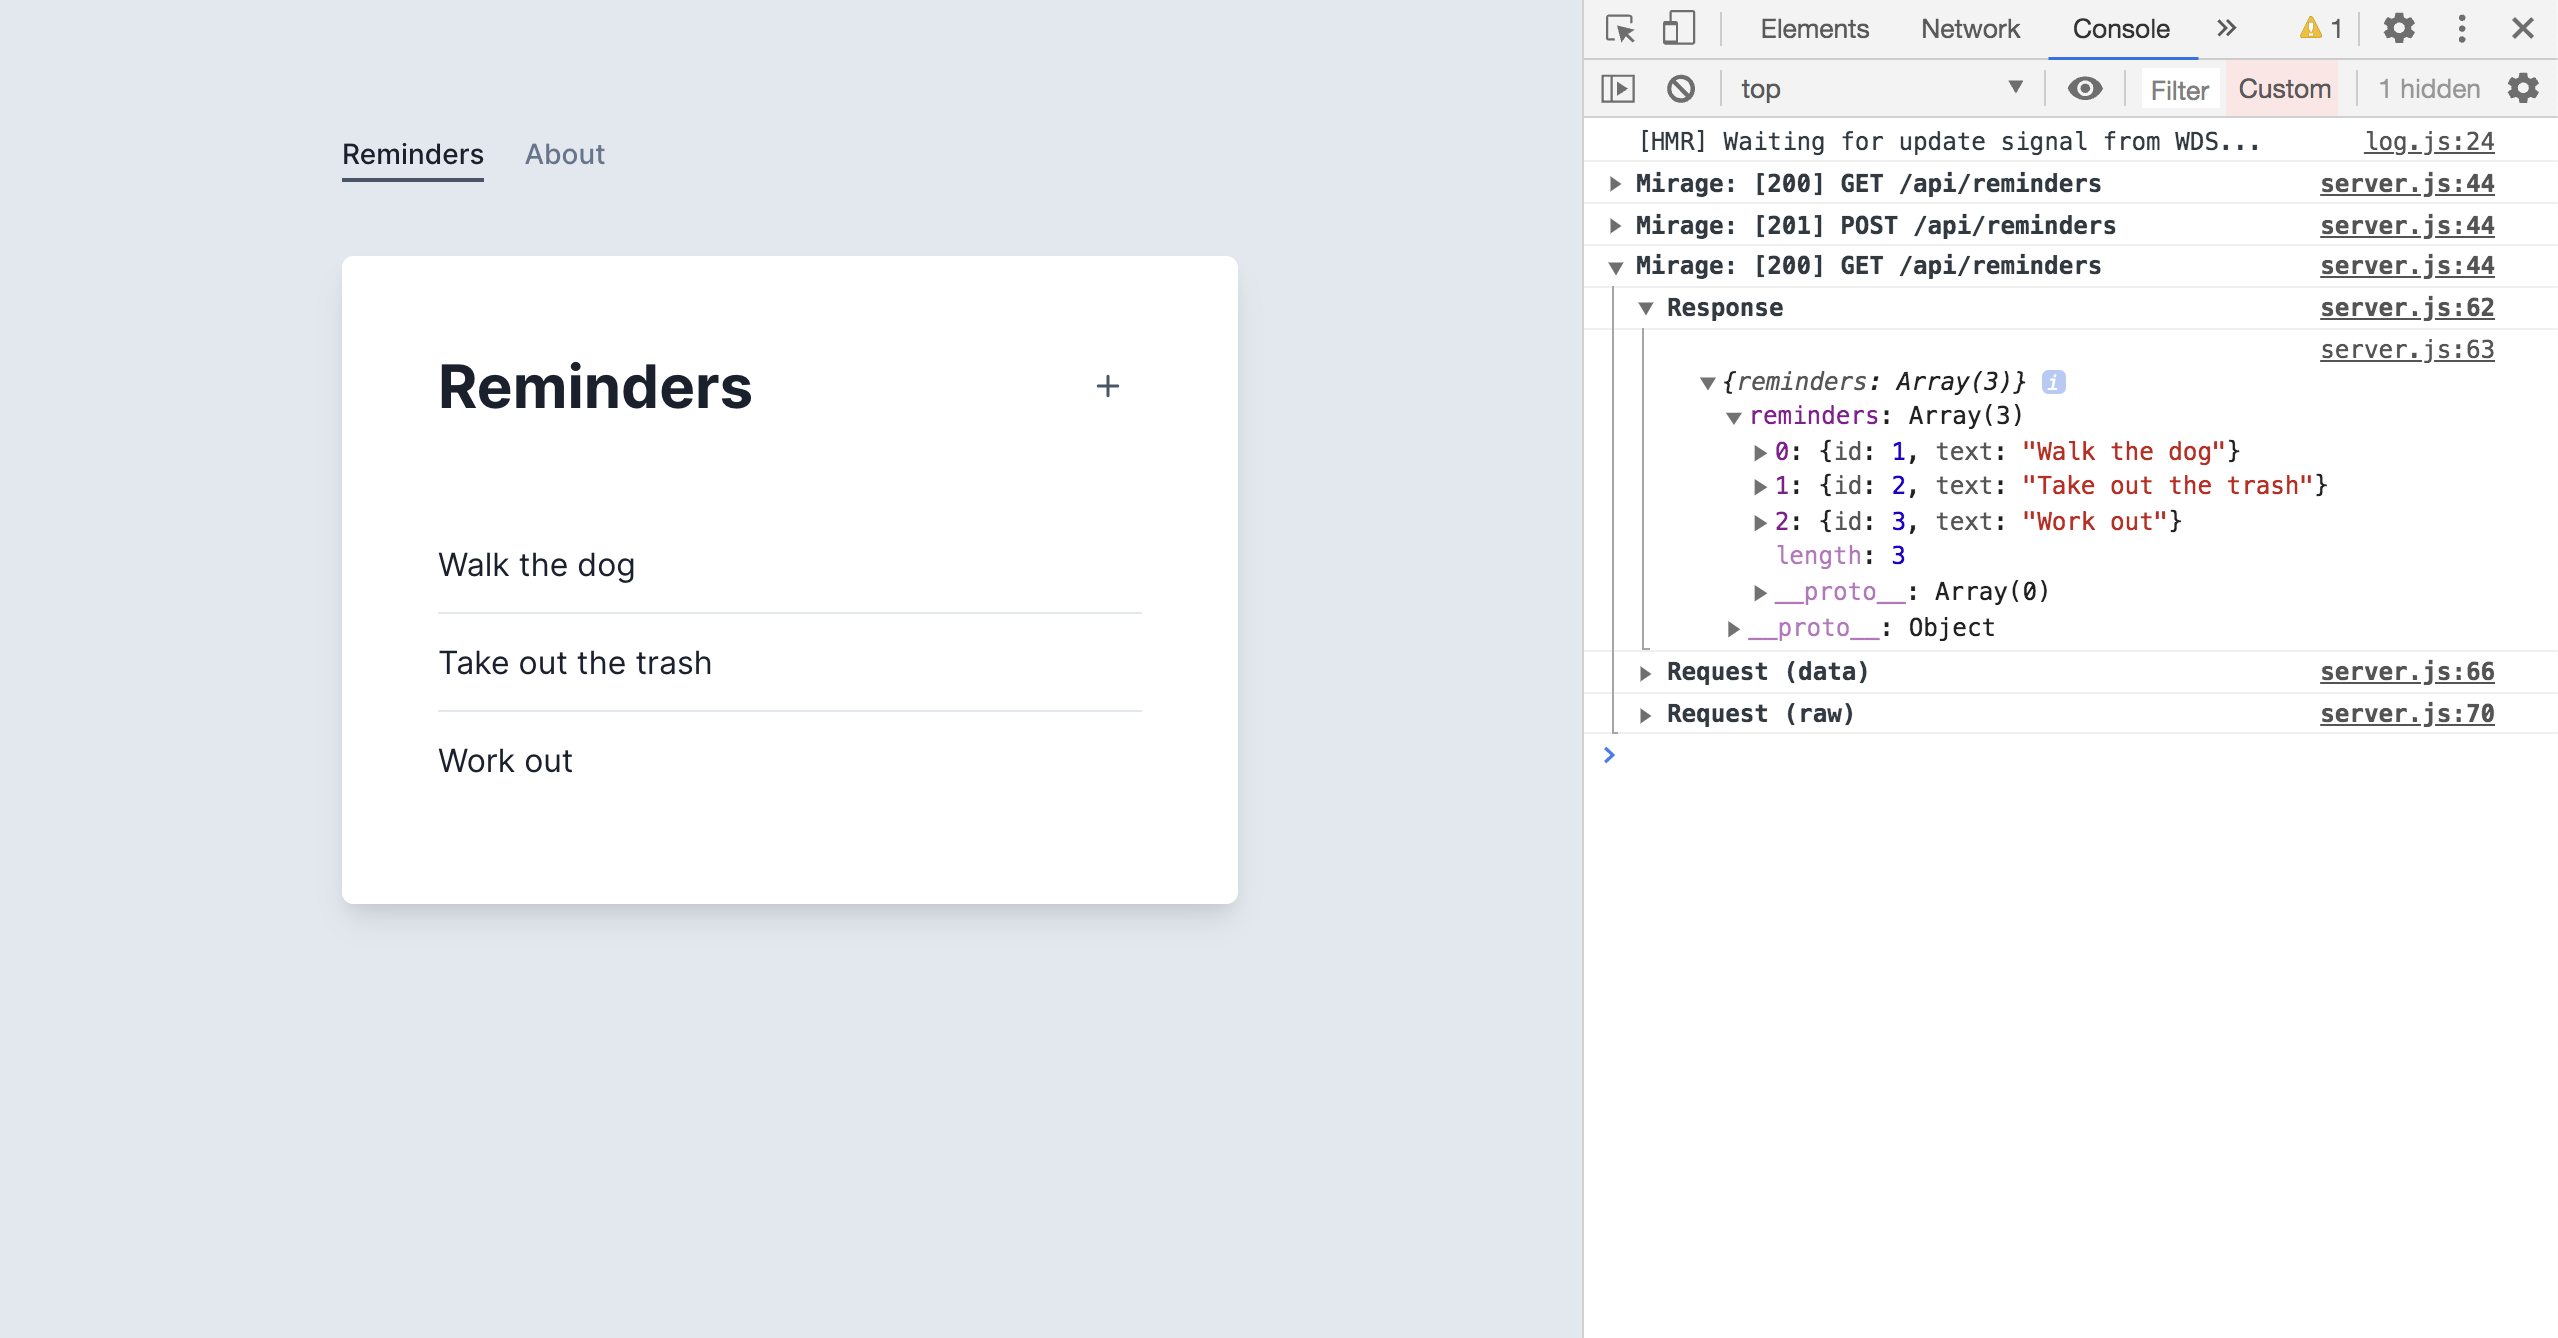 Reminders About
Reminders +
Walk the dog
Take out the trash
Work out
Elements Network Console » 1
top Filter Custom 1 hidden
[HMR] Waiting for update signal from WDS... log.js:24
Mirage: [200] GET /api/reminders server.js:44
Mirage: [201] POST /api/reminders server.js:44
Mirage: [200] GET /api/reminders server.js:44
Response server.js:62
server.js:63
{reminders: Array(3)} i
reminders: Array(3)
0: {id: 1, text: "Walk the dog"}
1: {id: 2, text: "Take out the trash"}
2: {id: 3, text: "Work out"}
length: 3
__proto__: Array(0)
__proto__: Object
Request (data) server.js:66
Request (raw) server.js:70